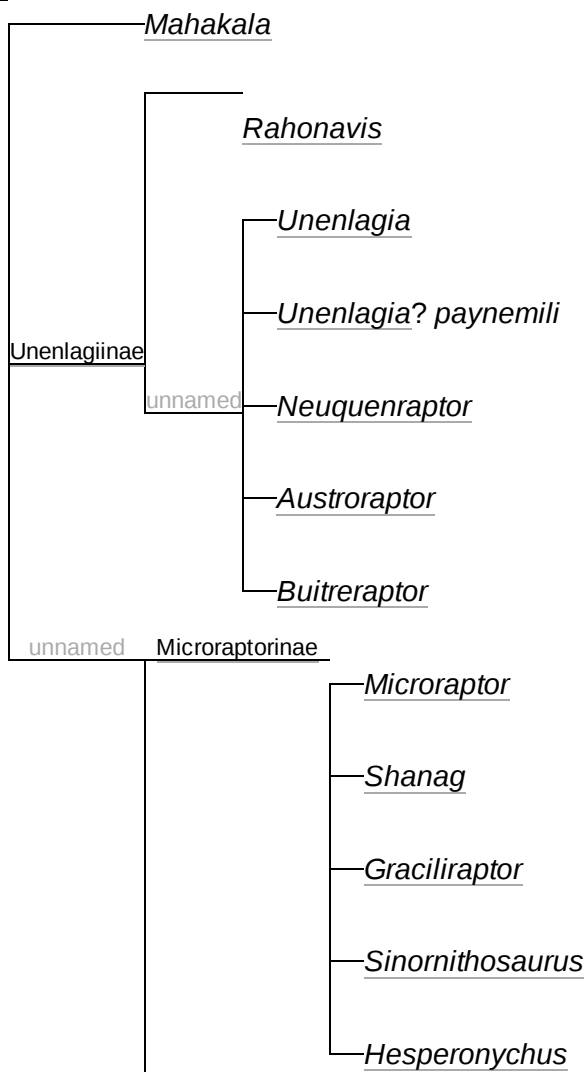 Mahakala
Rahonavis
Unenlagia
Unenlagia? paynemili
Unenlagiinae
unnamed
Neuquenraptor
Austroraptor
Buitreraptor
unnamed
Microraptorinae
Microraptor
Shanag
Graciliraptor
Sinornithosaurus
Hesperonychus